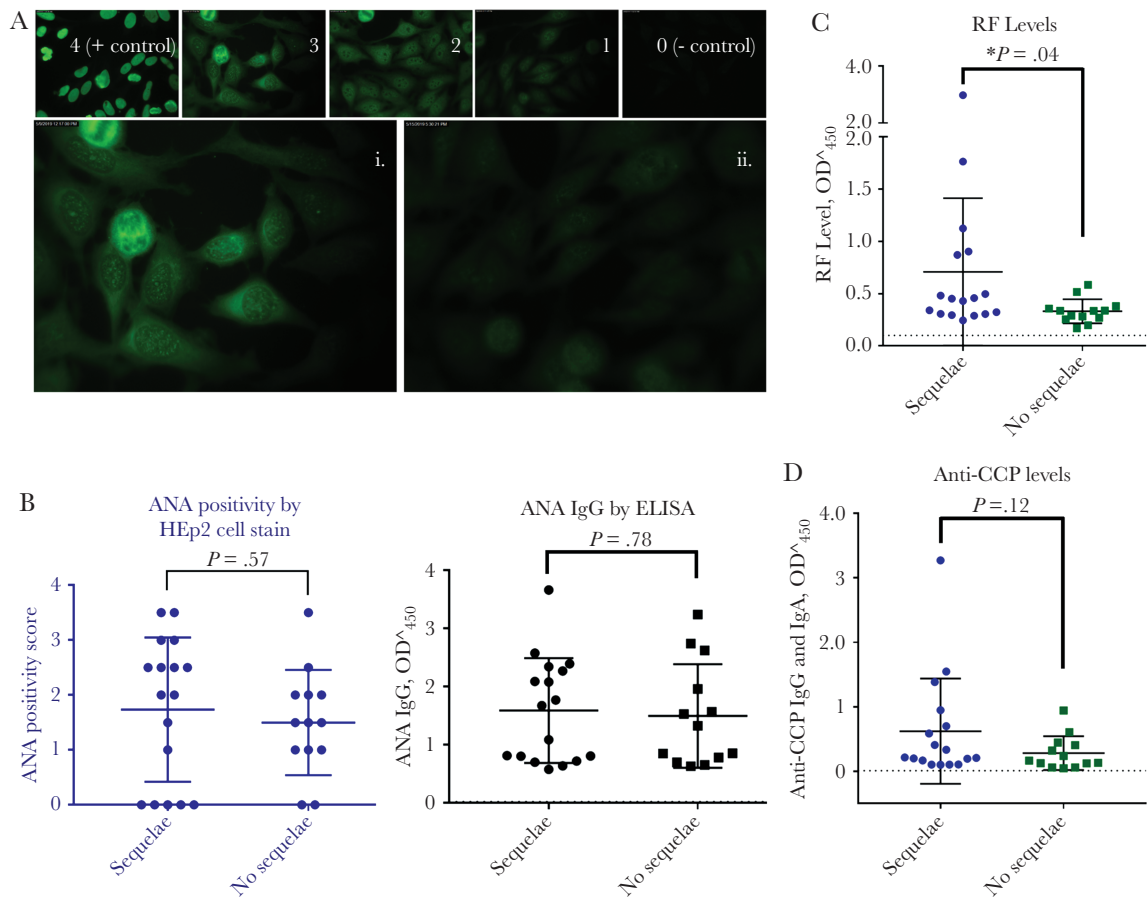 A
4 (+ control)
3
2
1
0 (- control)
i.
ii.
B
ANA positivity by
HEp2 cell stain
P = .57
ANA positivity score
4
3
2
1
0
Sequelae
No sequelae
ANA IgG by ELISA
P = .78
ANA IgG, OD^450
4
3
2
1
0
Sequelae
No sequelae
C
RF Levels
*P = .04
RF Level, OD^450
4.0
2.0
2.0
1.5
1.0
0.5
0.0
Sequelae
No sequelae
D
Anti-CCP levels
P =.12
Anti-CCP IgG and IgA, OD^450
4.0
3.0
2.0
1.0
0
Sequelae
No sequelae